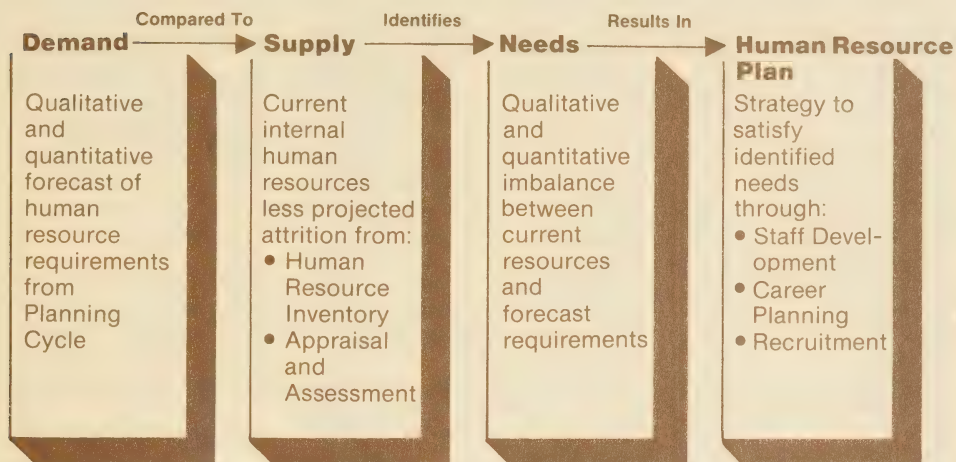 Compared To
Identifies
Results In
Demand
Supply
Needs
Human Resource
Plan
Qualitative
and
quantitative
forecast of
human
resource
requirements
from
Planning
Cycle
Current
internal
human
resources
less projected
attrition from:
• Human
Resource
Inventory
• Appraisal
and
Assessment
Qualitative
and
quantitative
imbalance
between
current
resources
and
forecast
requirements
Strategy to
satisfy
identified
needs
through:
• Staff Devel-
opment
• Career
Planning
• Recruitment